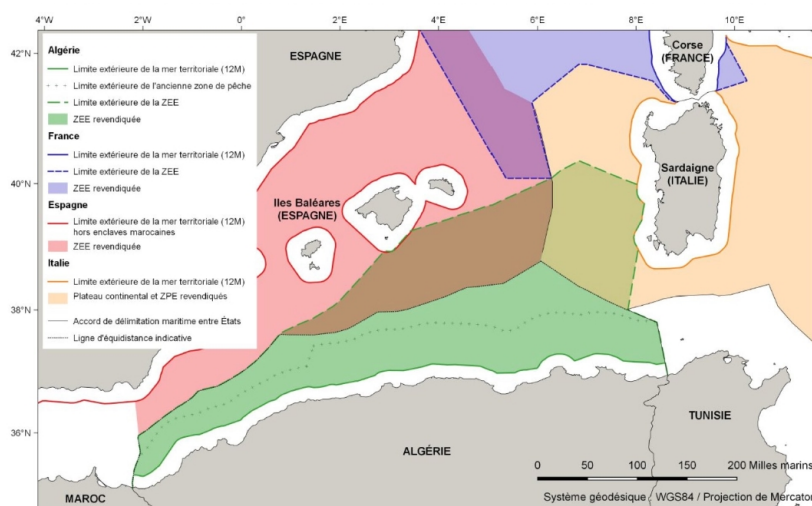 4°W 2°W 0° 2°E 4°E 6°E 8°E 10°E
42°N
40°N
38°N
36°N
Algérie
Limite extérieure de la mer territoriale (12M)
Limite extérieure de l'ancienne zone de pêche
Limite extérieure de la ZEE
ZEE revendiquée
France
Limite extérieure de la mer territoriale (12M)
Limite extérieure de la ZEE
ZEE revendiquée
Espagne
Limite extérieure de la mer territoriale (12M)
hors enclaves marocaines
ZEE revendiquée
Italie
Limite extérieure de la mer territoriale (12M)
Plateau continental et ZPE revendiqués
Accord de délimitation maritime entre États
Ligne d'équidistance indicative
ESPAGNE
Corse
(FRANCE)
Iles Baléares
(ESPAGNE)
Sardaigne
(ITALIE)
ALGÉRIE
TUNISIE
MAROC
0 50 100 150 200 Milles marins
Système géodésique : WGS84 / Projection de Mercator